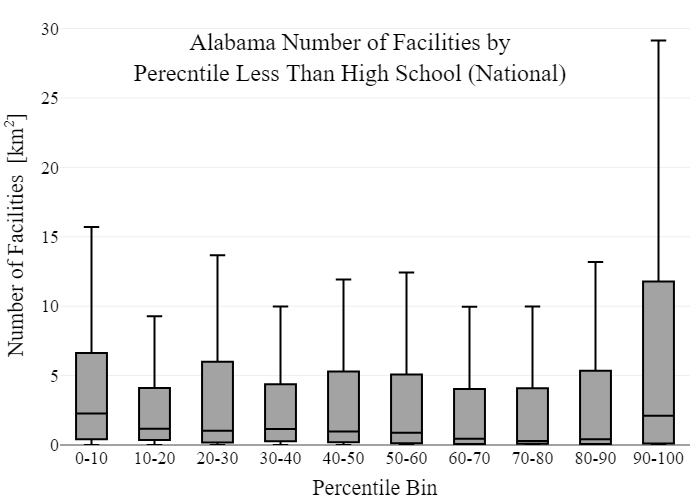 Alabama Number of Facilities by
Perecntile Less Than High School (National)
Number of Facilities [km²]
30
25
20
15
10
5
0
0-10 10-20 20-30 30-40 40-50 50-60 60-70 70-80 80-90 90-100
Percentile Bin